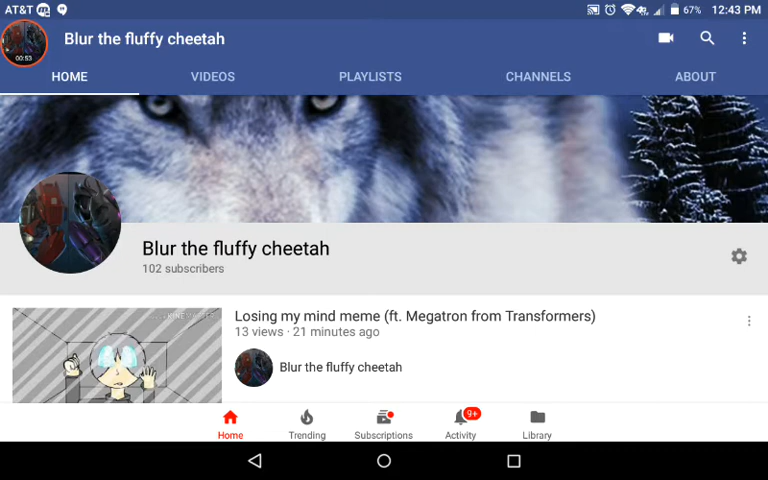 AT&T 67% 12:43 PM
Blur the fluffy cheetah
00:53
HOME VIDEOS PLAYLISTS CHANNELS ABOUT
Blur the fluffy cheetah
102 subscribers
KINEMASTER
Losing my mind meme (ft. Megatron from Transformers)
13 views · 21 minutes ago
Blur the fluffy cheetah
9+
Home Trending Subscriptions Activity Library